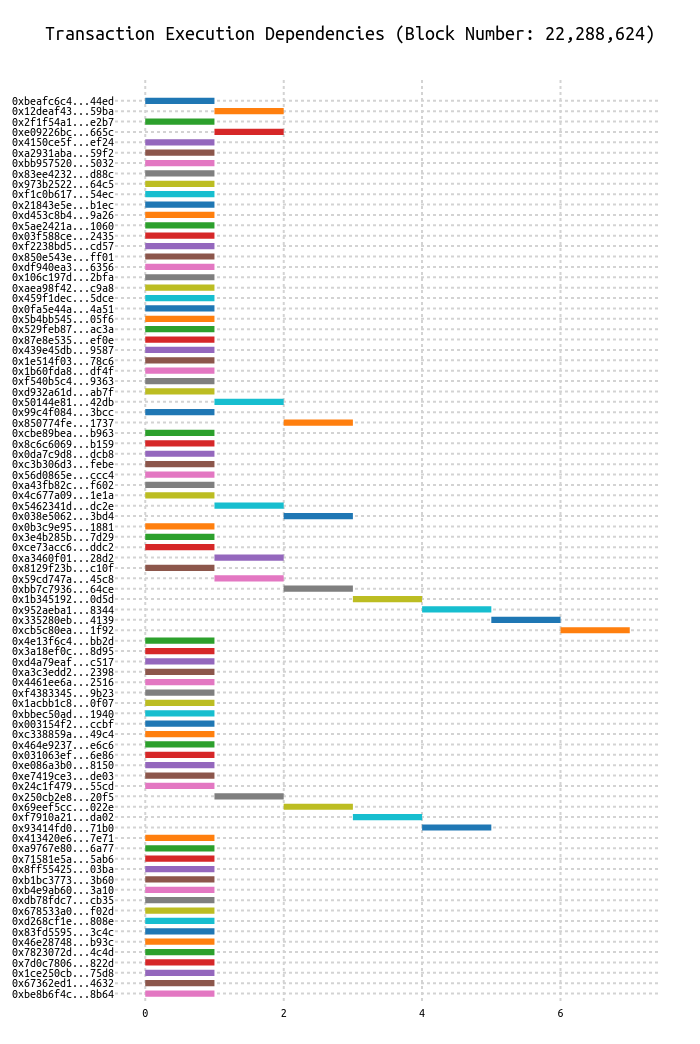 Transaction Execution Dependencies (Block Number: 22,288,624)
0xbeafc6c4...44ed
0x12deaf43...59ba
0x2f1f54a1...e2b7
0xe09226bc...665c
0x4150ce5f...ef24
0xa2931aba...59f2
0xbb957520...5032
0x83ee4232...d88c
0x973b2522...64c5
0xf1c0b617...54ec
0x21843e5e...b1ec
0xd453c8b4...9a26
0x5ae2421a...1060
0x03f588ce...2435
0xf2238bd5...cd57
0x850e543e...ff01
0xdf940ea3...6356
0x106c197d...2bfa
0xaea98f42...c9a8
0x459f1dec...5dce
0x0fa5e44a...4a51
0x5b4bb545...05f6
0x529feb87...ac3a
0x87e8e535...ef0e
0x439e45db...9587
0x1e514f03...78c6
0x1b60fda8...df4f
0xf540b5c4...9363
0xd932a61d...ab7f
0x50144e81...42db
0x99c4f084...3bcc
0x850774fe...1737
0xcbe89bea...b963
0x8c6c6069...b159
0x0da7c9d8...dcb8
0xc3b306d3...febe
0x56d0865e...ccc4
0xa43fb82c...f602
0x4c677a09...1e1a
0x5462341d...dc2e
0x038e5062...3bd4
0x0b3c9e95...1881
0x3e4b285b...7d29
0xce73acc6...ddc2
0xa3460f01...28d2
0x8129f23b...c10f
0x59cd747a...45c8
0xbb7c7936...64ce
0x1b345192...0d5d
0x952aeba1...8344
0x335280eb...4139
0xcb5c80ea...1f92
0x4e13f6c4...bb2d
0x3a18ef0c...8d95
0xd4a79eaf...c517
0xa3c3edd2...2398
0x4461ee6a...2516
0xf4383345...9b23
0x1acbb1c8...0f07
0xbbec50ad...1940
0x003154f2...ccbf
0xc338859a...49c4
0x464e9237...e6c6
0x031063ef...6e86
0xe086a3b0...8150
0xe7419ce3...de03
0x24c1f479...55cd
0x250cb2e8...20f5
0x69eef5cc...022e
0xf7910a21...da02
0x93414fd0...71b0
0x413420e6...7e71
0xa9767e80...6a77
0x71581e5a...5ab6
0x8ff55425...03ba
0xb1bc3773...3b60
0xb4e9ab60...3a10
0xdb78fdc7...cb35
0x678533a0...f02d
0xd268cf1e...808e
0x83fd5595...3c4c
0x46e28748...b93c
0x7823072d...4c4d
0x7d0c7806...822d
0x1ce250cb...75d8
0x67362ed1...4632
0xbe8b6f4c...8b64
0 2 4 6